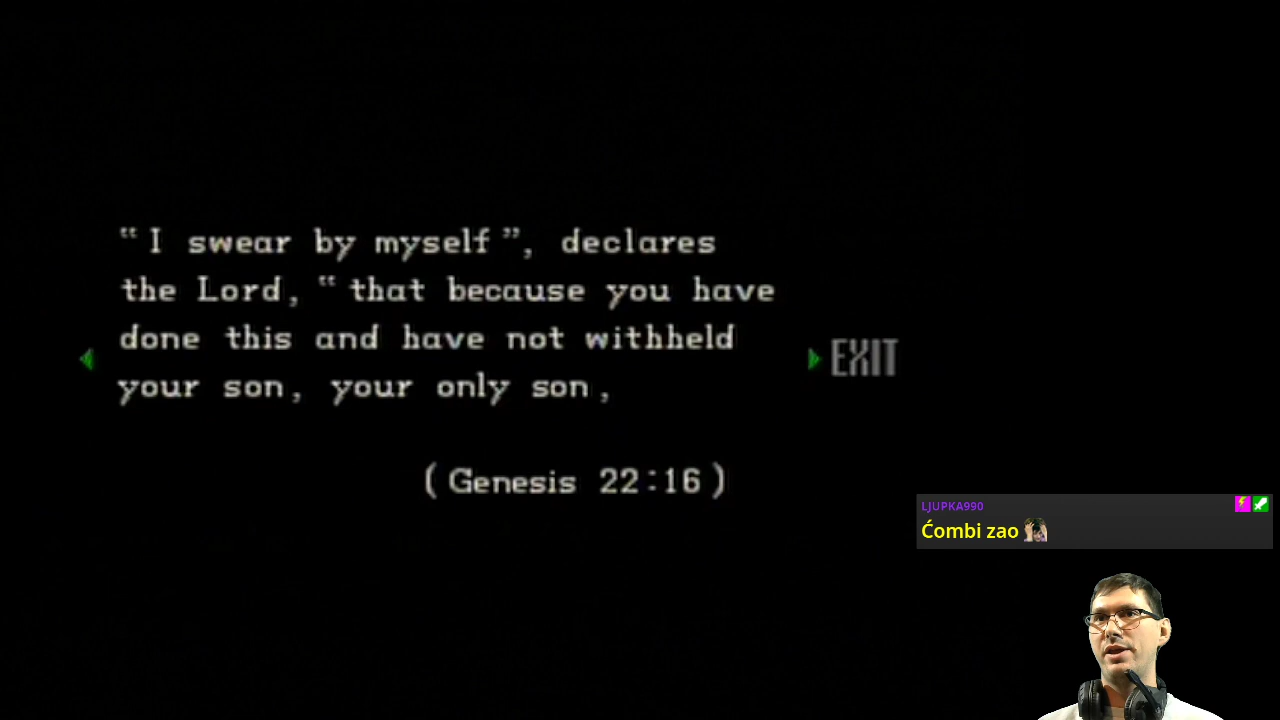 “I swear by myself”, declares
the Lord, “that because you have
done this and have not withheld
your son, your only son,
EXIT
(Genesis 22:16)
LJUPKA990
Ćombi zao